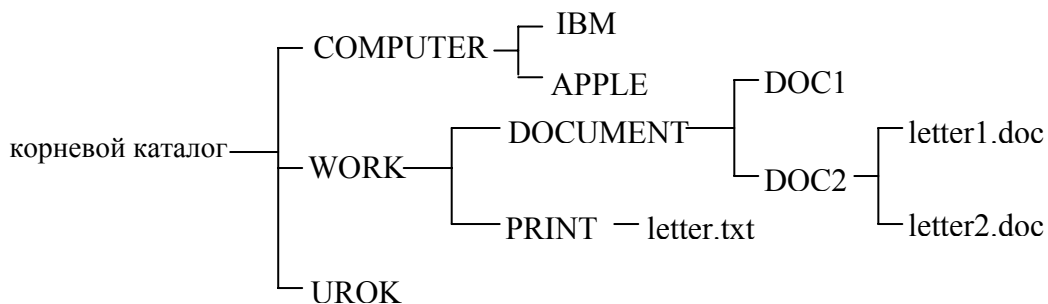 IBM
COMPUTER
APPLE
DOC1
DOCUMENT
letter1.doc
корневой каталог
WORK
DOC2
PRINT
letter.txt
letter2.doc
UROK